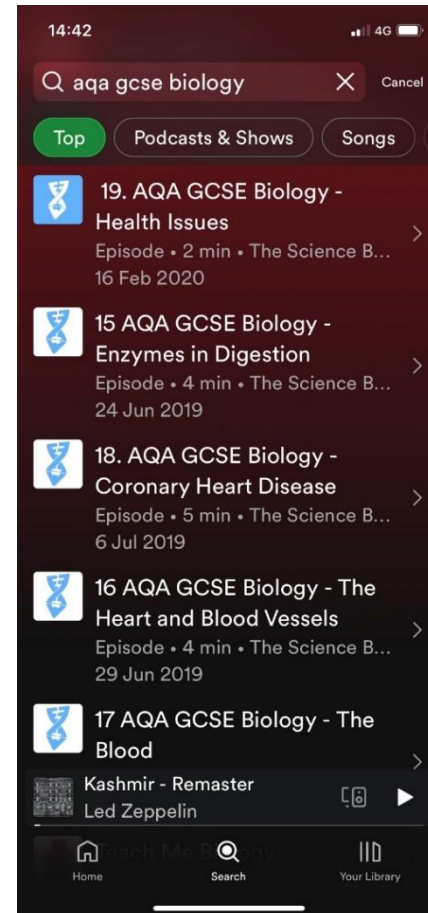 14:42
4G
aqa gcse biology
Cancel
Top
Podcasts & Shows
Songs
19. AQA GCSE Biology -
Health Issues
Episode • 2 min • The Science B...
16 Feb 2020
15 AQA GCSE Biology -
Enzymes in Digestion
Episode • 4 min • The Science B...
24 Jun 2019
18. AQA GCSE Biology -
Coronary Heart Disease
Episode • 5 min • The Science B...
6 Jul 2019
16 AQA GCSE Biology - The
Heart and Blood Vessels
Episode • 4 min • The Science B...
29 Jun 2019
17 AQA GCSE Biology - The
Blood
Kashmir - Remaster
Led Zeppelin
Teach Me Biology
Home
Search
Your Library